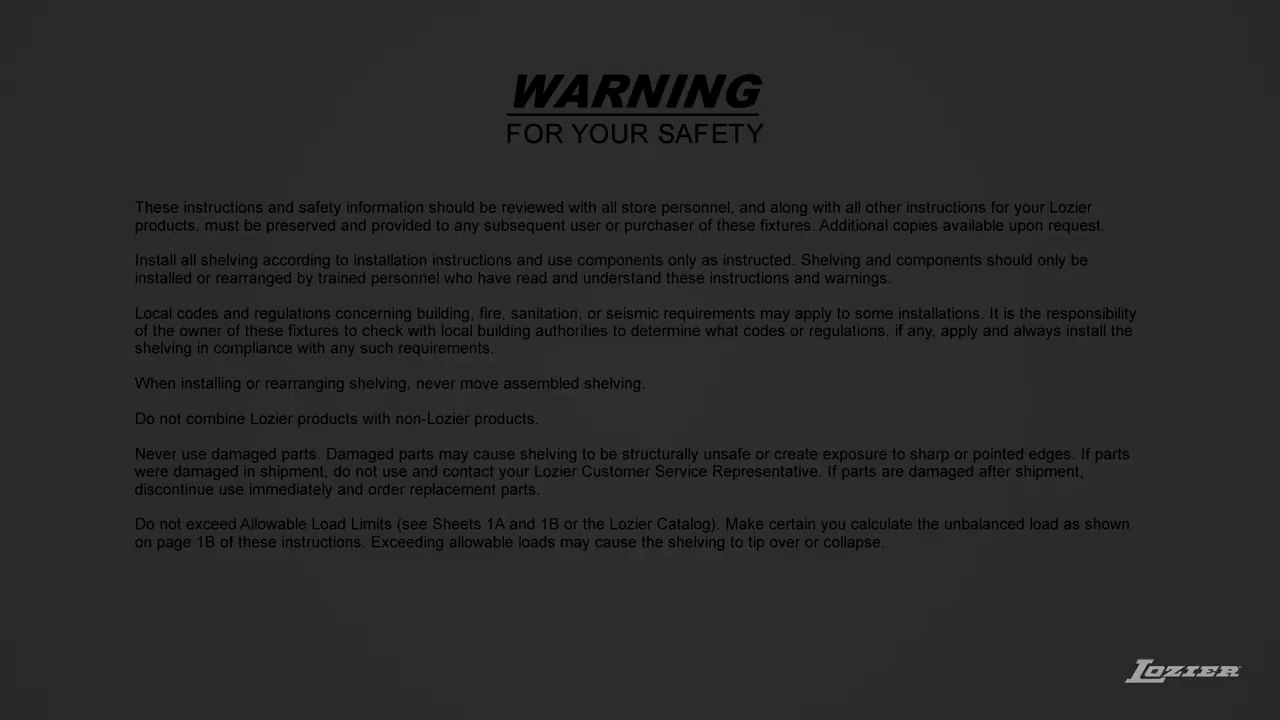 WARNING
FOR YOUR SAFETY
These instructions and safety information should be reviewed with all store personnel, and along with all other instructions for your Lozier
products, must be preserved and provided to any subsequent user or purchaser of these fixtures. Additional copies available upon request.
Install all shelving according to installation instructions and use components only as instructed. Shelving and components should only be
installed or rearranged by trained personnel who have read and understand these instructions and warnings.
Local codes and regulations concerning building, fire, sanitation, or seismic requirements may apply to some installations. It is the responsibility
of the owner of these fixtures to check with local building authorities to determine what codes or regulations, if any, apply and always install the
shelving in compliance with any such requirements.
When installing or rearranging shelving, never move assembled shelving.
Do not combine Lozier products with non-Lozier products.
Never use damaged parts. Damaged parts may cause shelving to be structurally unsafe or create exposure to sharp or pointed edges. If parts
were damaged in shipment, do not use and contact your Lozier Customer Service Representative. If parts are damaged after shipment,
discontinue use immediately and order replacement parts.
Do not exceed Allowable Load Limits (see Sheets 1A and 1B or the Lozier Catalog). Make certain you calculate the unbalanced load as shown
on page 1B of these instructions. Exceeding allowable loads may cause the shelving to tip over or collapse.
LOZIER